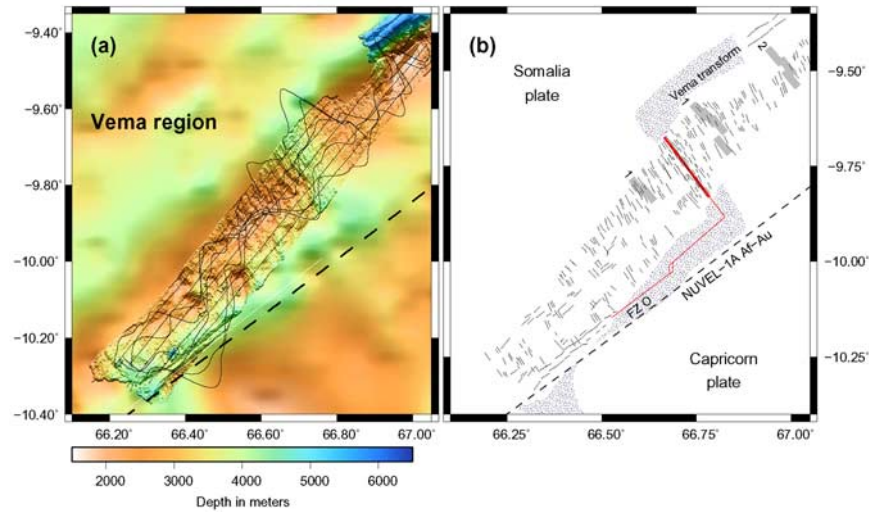 (a)
Vema region
−9.40˚
−9.60˚
−9.80˚
−10.00˚
−10.20˚
−10.40˚
66.20˚
66.40˚
66.60˚
66.80˚
67.00˚
2000
3000
4000
5000
6000
Depth in meters
(b)
Somalia
plate
Vema transform
2
1
1
FZ O
NUVEL−1A Af−Au
Capricorn
plate
−9.50˚
−9.75˚
−10.00˚
−10.25˚
66.25˚
66.50˚
66.75˚
67.00˚